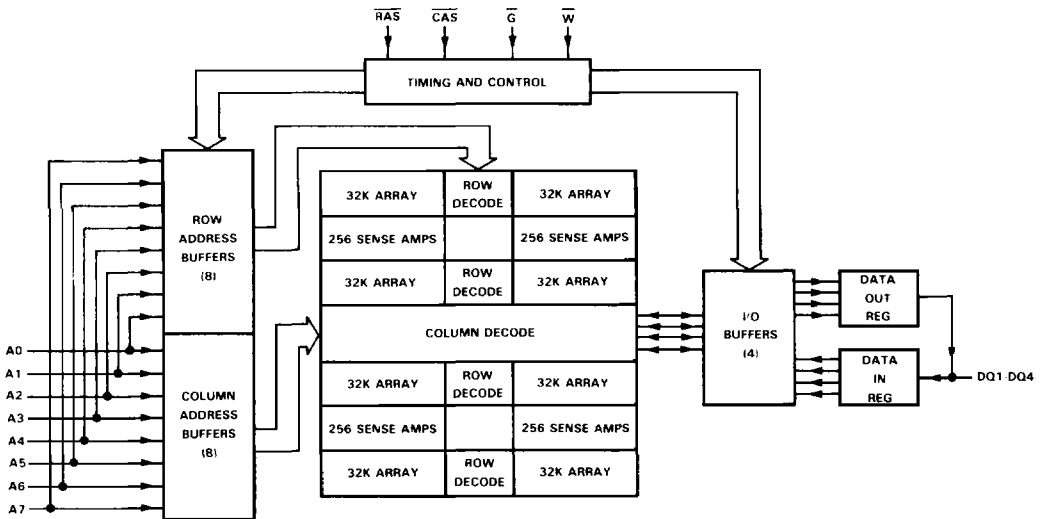 R̅A̅S̅ C̅A̅S̅ G̅ W̅
TIMING AND CONTROL
ROW
ADDRESS
BUFFERS
(8)
COLUMN
ADDRESS
BUFFERS
(8)
A0
A1
A2
A3
A4
A5
A6
A7
32K ARRAY
ROW
DECODE
32K ARRAY
256 SENSE AMPS
256 SENSE AMPS
32K ARRAY
ROW
DECODE
32K ARRAY
COLUMN DECODE
32K ARRAY
ROW
DECODE
32K ARRAY
256 SENSE AMPS
256 SENSE AMPS
32K ARRAY
ROW
DECODE
32K ARRAY
I/O
BUFFERS
(4)
DATA
OUT
REG
DATA
IN
REG
DQ1-DQ4